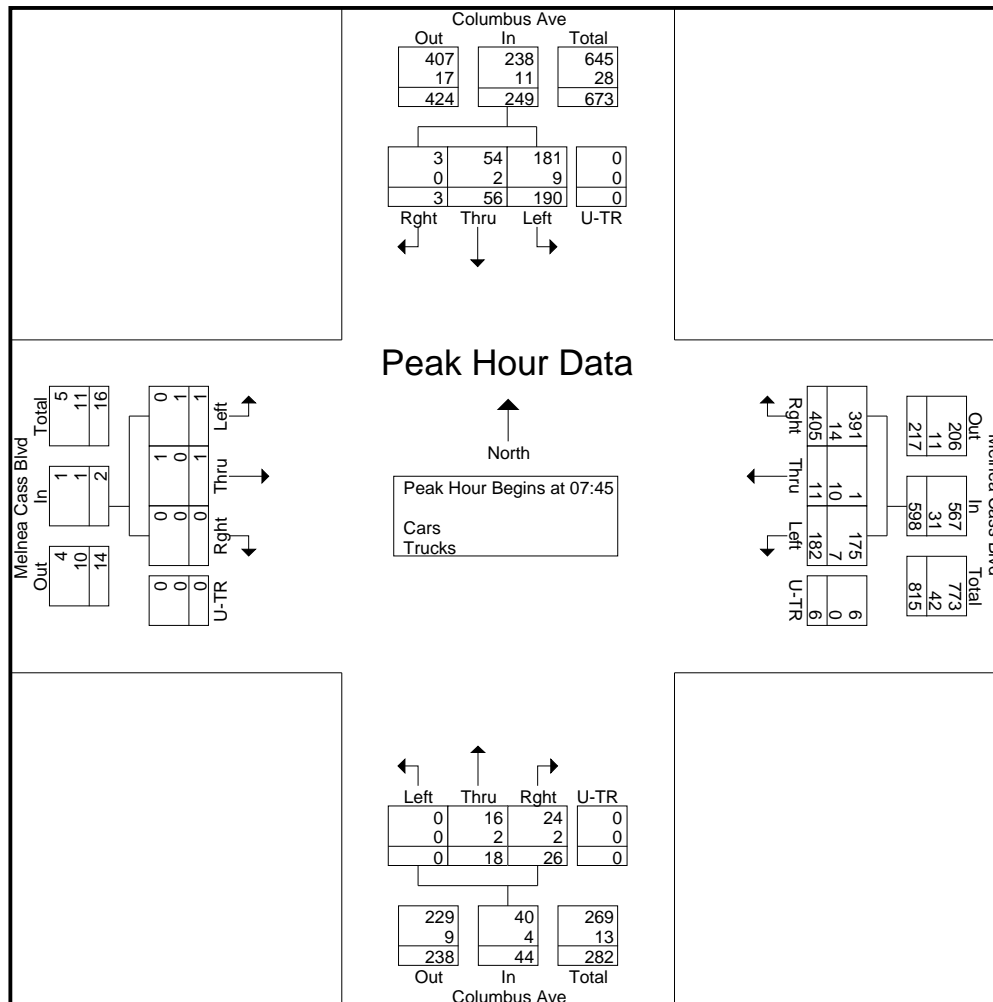 Columbus Ave
Out In Total
407 238 645
17 11 28
424 249 673
3 54 181 0
0 2 9 0
3 56 190 0
Rght Thru Left U-TR
Peak Hour Data
North
Peak Hour Begins at 07:45
Cars
Trucks
Melnea Cass Blvd
Out In Total
4 1 5
10 1 11
14 2 16
0 0 1 0
0 0 0 1
0 0 1 1
U-TR Rght Thru Left
Melnea Cass Blvd
Out In Total
206 567 773
11 31 42
217 598 815
391 1 175 6
14 10 7 0
405 11 182 6
Rght Thru Left U-TR
Left Thru Rght U-TR
0 16 24 0
0 2 2 0
0 18 26 0
229 40 269
9 4 13
238 44 282
Out In Total
Columbus Ave